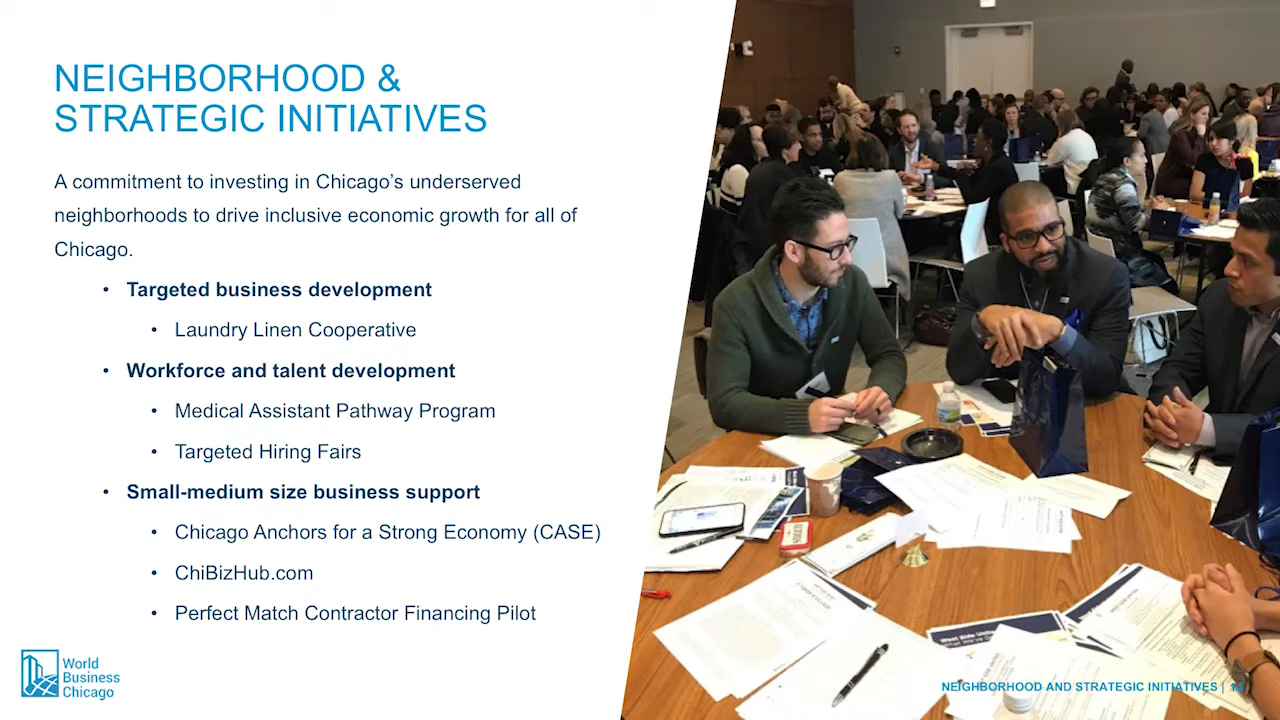 NEIGHBORHOOD &
STRATEGIC INITIATIVES
A commitment to investing in Chicago’s underserved
neighborhoods to drive inclusive economic growth for all of
Chicago.
• Targeted business development
• Laundry Linen Cooperative
• Workforce and talent development
• Medical Assistant Pathway Program
• Targeted Hiring Fairs
• Small-medium size business support
• Chicago Anchors for a Strong Economy (CASE)
• ChiBizHub.com
• Perfect Match Contractor Financing Pilot
World
Business
Chicago
West Side
NEIGHBORHOOD AND STRATEGIC INITIATIVES |